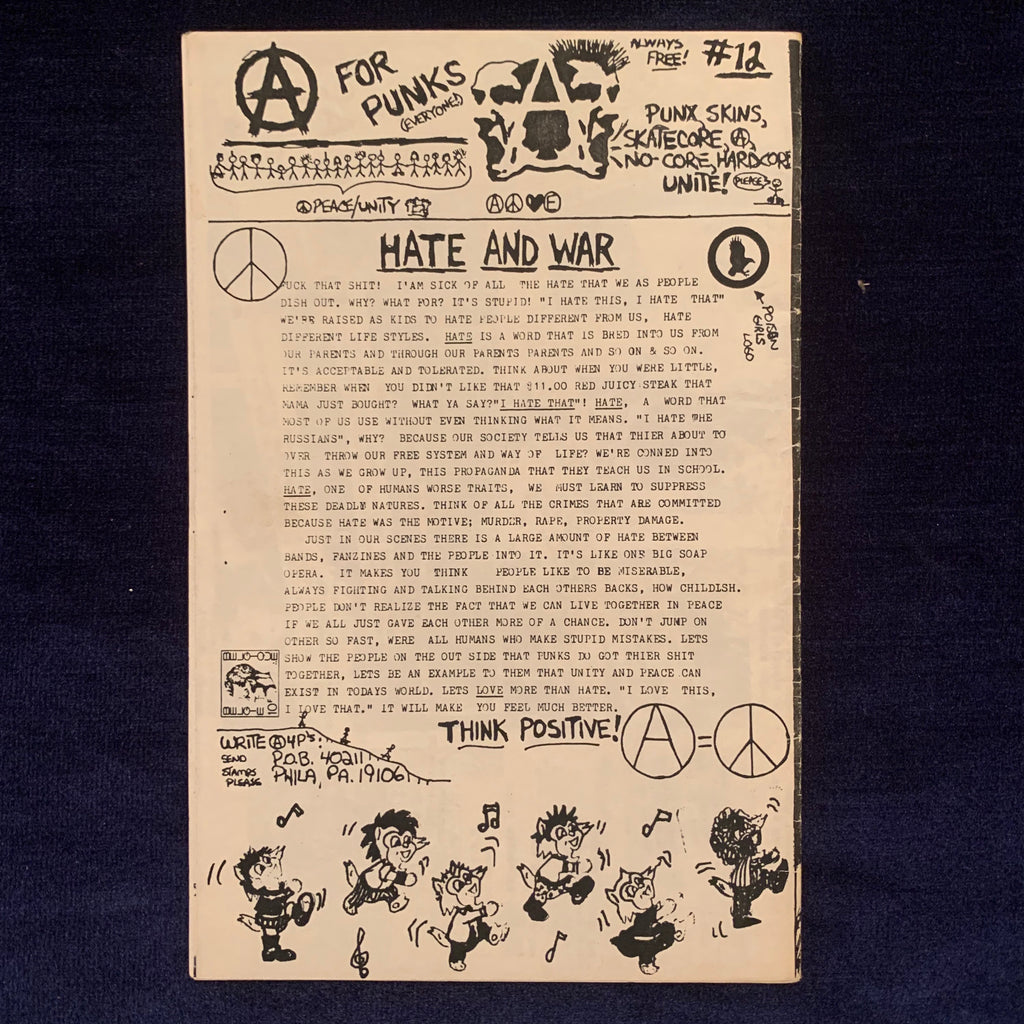 A FOR PUNKS
(EVERYONE!)
ALWAYS FREE!
#12
PUNX, SKINS,
SKATECORE, Ⓐ,
NO-CORE, HARDCORE
UNITE! PLEASE?
PEACE/UNITY
HATE AND WAR
POISON GIRLS LOGO
FUCK THAT SHIT! I'AM SICK OF ALL THE HATE THAT WE AS PEOPLE
DISH OUT. WHY? WHAT FOR? IT'S STUPID! "I HATE THIS, I HATE THAT"
WE'RE RAISED AS KIDS TO HATE PEOPLE DIFFERENT FROM US, HATE
DIFFERENT LIFE STYLES. HATE IS A WORD THAT IS BRED INTO US FROM
OUR PARENTS AND THROUGH OUR PARENTS PARENTS AND SO ON & SO ON.
IT'S ACCEPTABLE AND TOLERATED. THINK ABOUT WHEN YOU WERE LITTLE,
REMEMBER WHEN YOU DIDN'T LIKE THAT $11.00 RED JUICY STEAK THAT
MAMA JUST BOUGHT? WHAT YA SAY?"I HATE THAT"! HATE, A WORD THAT
MOST OF US USE WITHOUT EVEN THINKING WHAT IT MEANS. "I HATE THE
RUSSIANS", WHY? BECAUSE OUR SOCIETY TELLS US THAT THIER ABOUT TO
OVER THROW OUR FREE SYSTEM AND WAY OF LIFE? WE'RE CONNED INTO
THIS AS WE GROW UP, THIS PROPAGANDA THAT THEY TEACH US IN SCHOOL.
HATE, ONE OF HUMANS WORSE TRAITS, WE MUST LEARN TO SUPPRESS
THESE DEADLY NATURES. THINK OF ALL THE CRIMES THAT ARE COMMITTED
BECAUSE HATE WAS THE MOTIVE; MURDER, RAPE, PROPERTY DAMAGE.
JUST IN OUR SCENES THERE IS A LARGE AMOUNT OF HATE BETWEEN
BANDS, FANZINES AND THE PEOPLE INTO IT. IT'S LIKE ONE BIG SOAP
OPERA. IT MAKES YOU THINK PEOPLE LIKE TO BE MISERABLE,
ALWAYS FIGHTING AND TALKING BEHIND EACH OTHERS BACKS, HOW CHILDISH.
PEOPLE DON'T REALIZE THE FACT THAT WE CAN LIVE TOGETHER IN PEACE
IF WE ALL JUST GAVE EACH OTHER MORE OF A CHANCE. DON'T JUMP ON
OTHER SO FAST, WERE ALL HUMANS WHO MAKE STUPID MISTAKES. LETS
SHOW THE PEOPLE ON THE OUT SIDE THAT PUNKS DO GOT THIER SHIT
TOGETHER, LETS BE AN EXAMPLE TO THEM THAT UNITY AND PEACE CAN
EXIST IN TODAYS WORLD. LETS LOVE MORE THAN HATE. "I LOVE THIS,
I LOVE THAT." IT WILL MAKE YOU FEEL MUCH BETTER.
THINK POSITIVE! A =
WRITE Ⓐ4P'S:
SEND STAMPS PLEASE
P.O.B. 40211
PHILA, PA. 19106